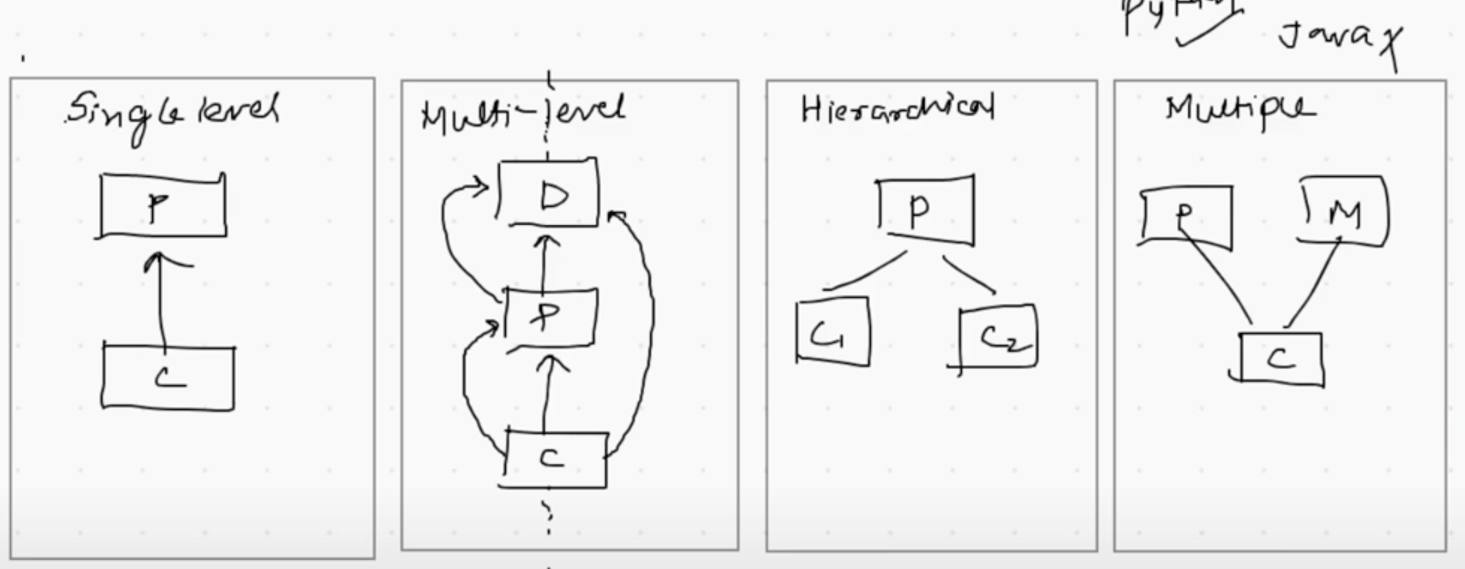 Python
Java x
Single level
P
C
Multi-level
D
P
C
Hierarchical
P
C1
C2
Multiple
P
M
C